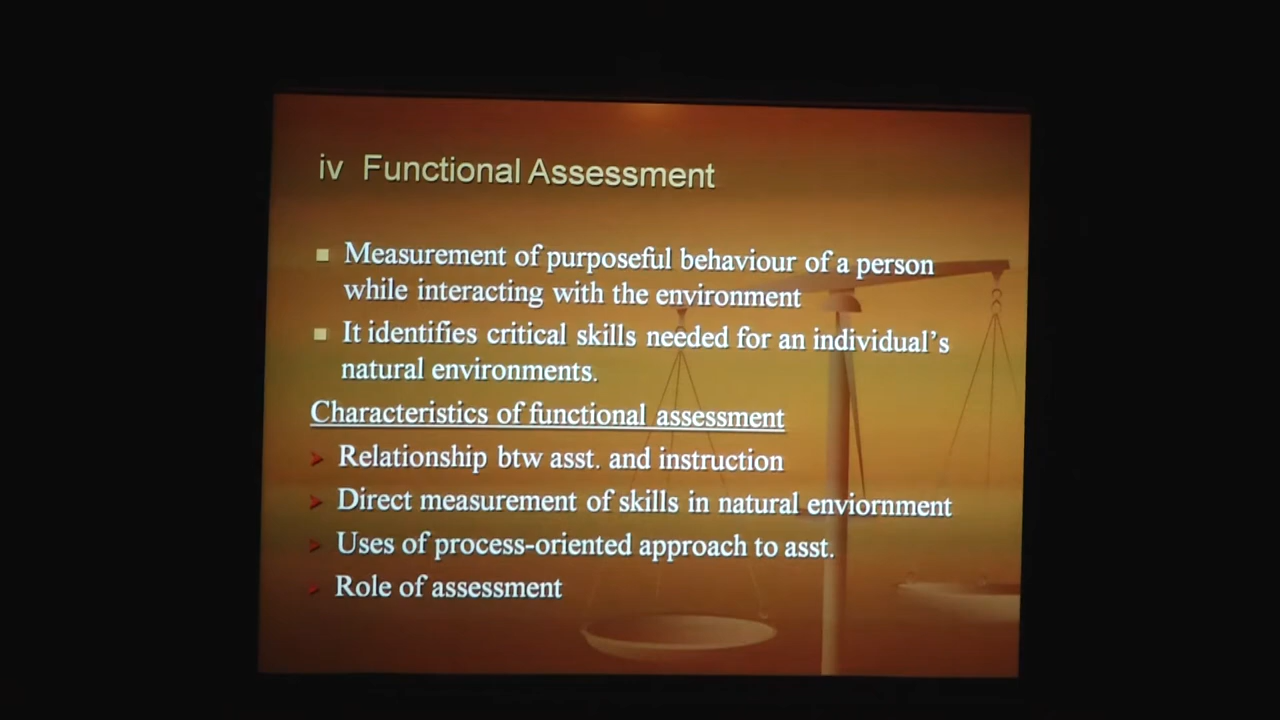 iv Functional Assessment
Measurement of purposeful behaviour of a person
while interacting with the environment
It identifies critical skills needed for an individual's
natural environments.
Characteristics of functional assessment
Relationship btw asst. and instruction
Direct measurement of skills in natural enviornment
Uses of process-oriented approach to asst.
Role of assessment